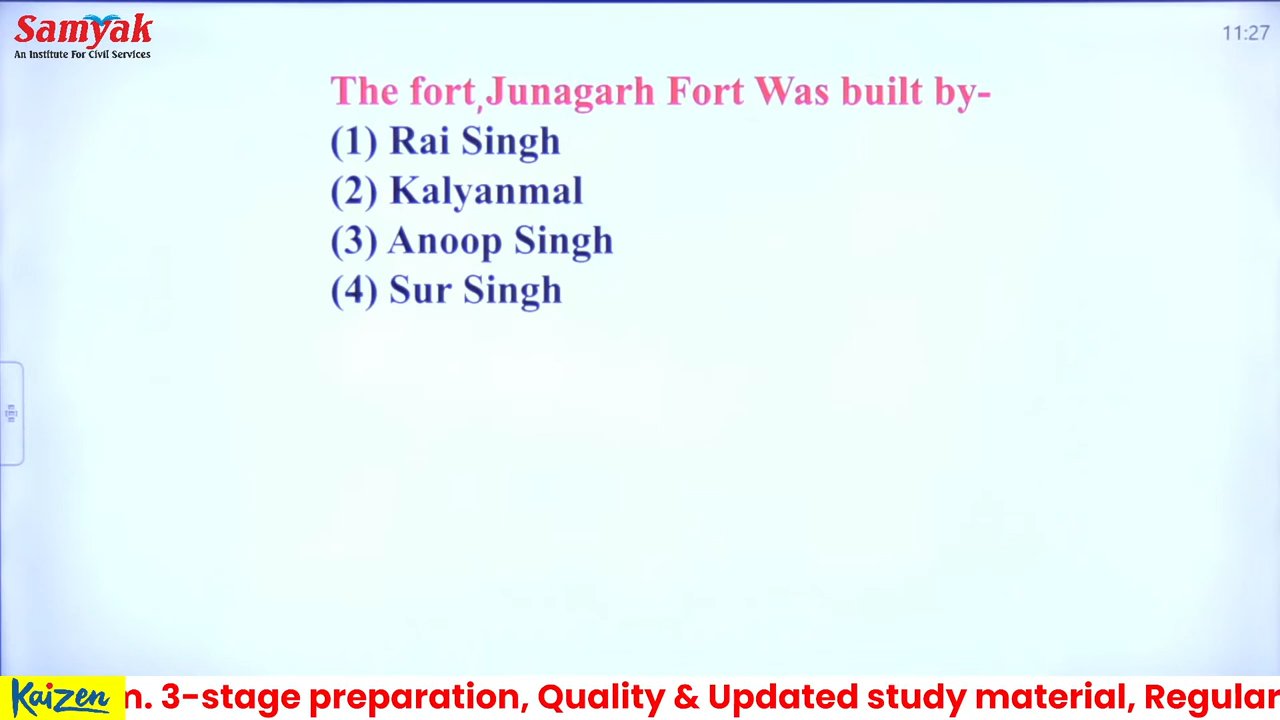 Samyak
An Institute For Civil Services
11:27
The fort,Junagarh Fort Was built by-
(1) Rai Singh
(2) Kalyanmal
(3) Anoop Singh
(4) Sur Singh
Kaizen
n. 3-stage preparation, Quality & Updated study material, Regular